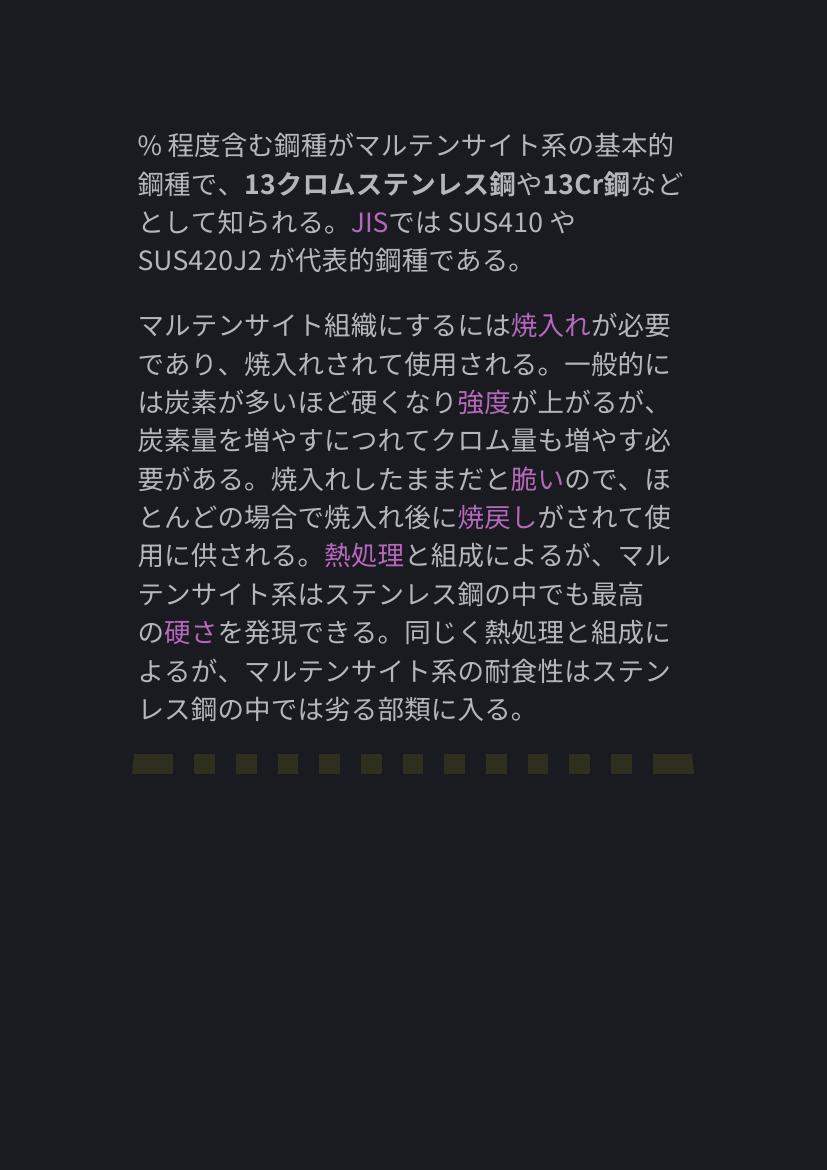 % 程度含む鋼種がマルテンサイト系の基本的
鋼種で、13クロムステンレス鋼や13Cr鋼など
として知られる。JISでは SUS410 や
SUS420J2 が代表的鋼種である。
マルテンサイト組織にするには焼入れが必要
であり、焼入れされて使用される。一般的に
は炭素が多いほど硬くなり強度が上がるが、
炭素量を増やすにつれてクロム量も増やす必
要がある。焼入れしたままだと脆いので、ほ
とんどの場合で焼入れ後に焼戻しがされて使
用に供される。熱処理と組成によるが、マル
テンサイト系はステンレス鋼の中でも最高
の硬さを発現できる。同じく熱処理と組成に
よるが、マルテンサイト系の耐食性はステン
レス鋼の中では劣る部類に入る。